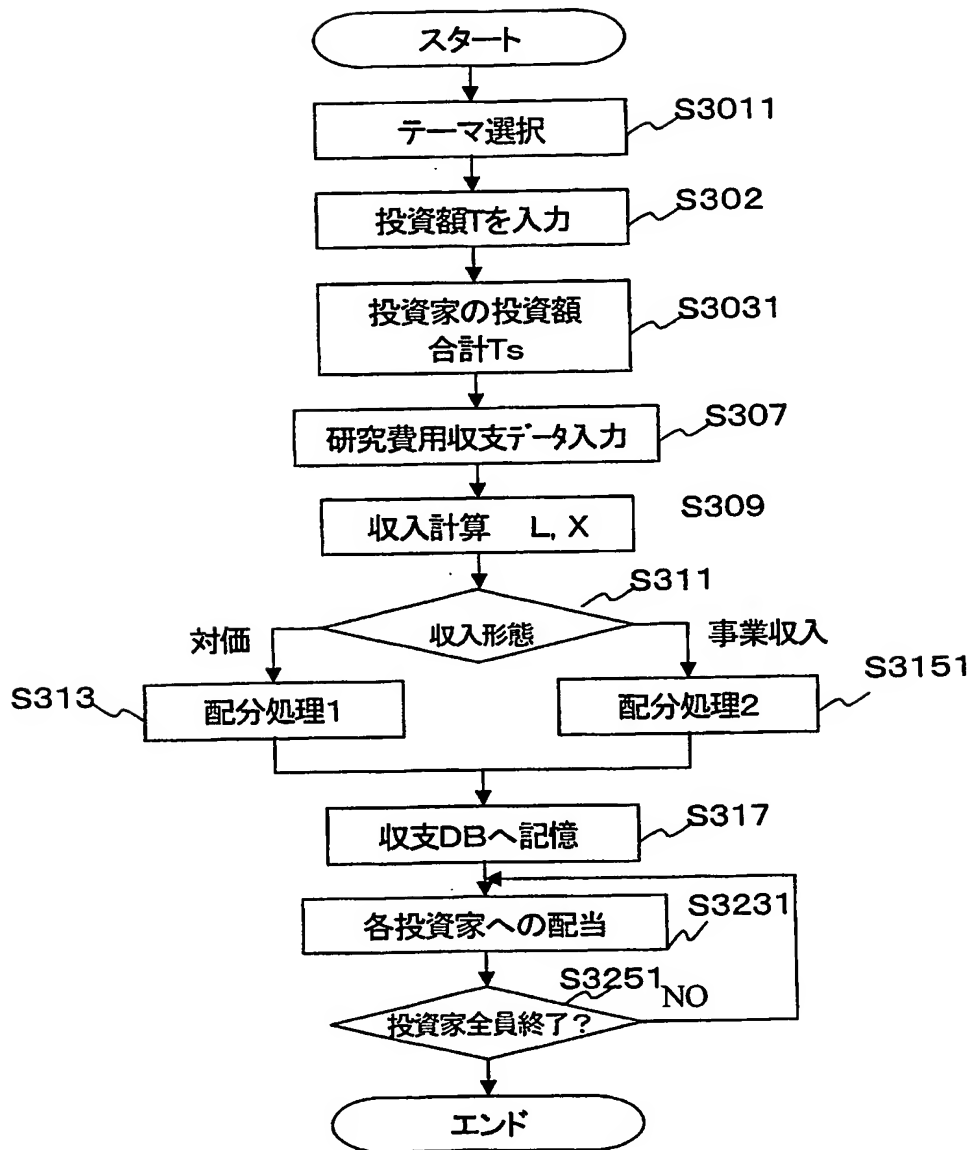 スタート
S3011
テーマ選択
S302
投資額Tを入力
S3031
投資家の投資額
合計Ts
S307
研究費用収支データ入力
S309
収入計算 L, X
S311
収入形態
対価
事業収入
S313
配分処理1
S3151
配分処理2
S317
収支DBへ記憶
S3231
各投資家への配当
S3251
NO
投資家全員終了?
エンド